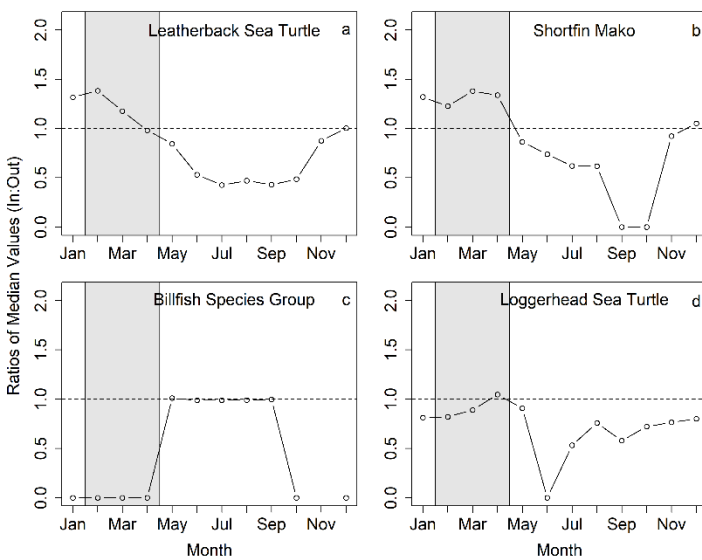 Leatherback Sea Turtle a
2.0
1.5
1.0
0.5
0.0
Jan Mar May Jul Sep Nov
Shortfin Mako b
2.0
1.5
1.0
0.5
0.0
Jan Mar May Jul Sep Nov
Ratios of Median Values (In:Out)
Billfish Species Group c
2.0
1.5
1.0
0.5
0.0
Jan Mar May Jul Sep Nov
Month
Loggerhead Sea Turtle d
2.0
1.5
1.0
0.5
0.0
Jan Mar May Jul Sep Nov
Month